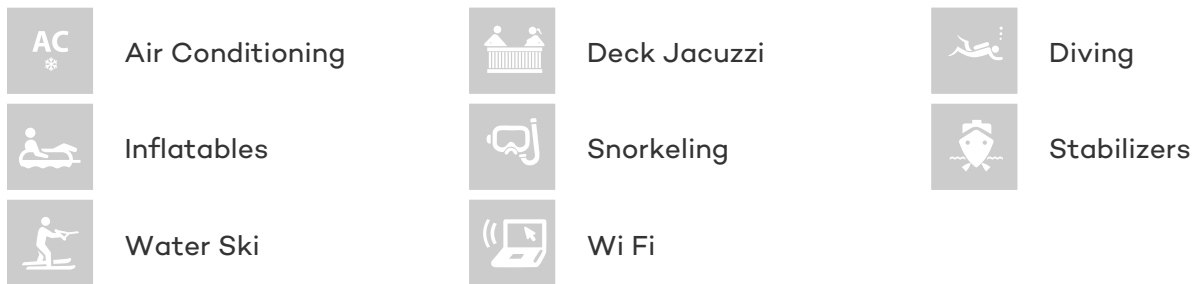 AC
Air Conditioning
Deck Jacuzzi
Diving
Inflatables
Snorkeling
Stabilizers
Water Ski
Wi Fi